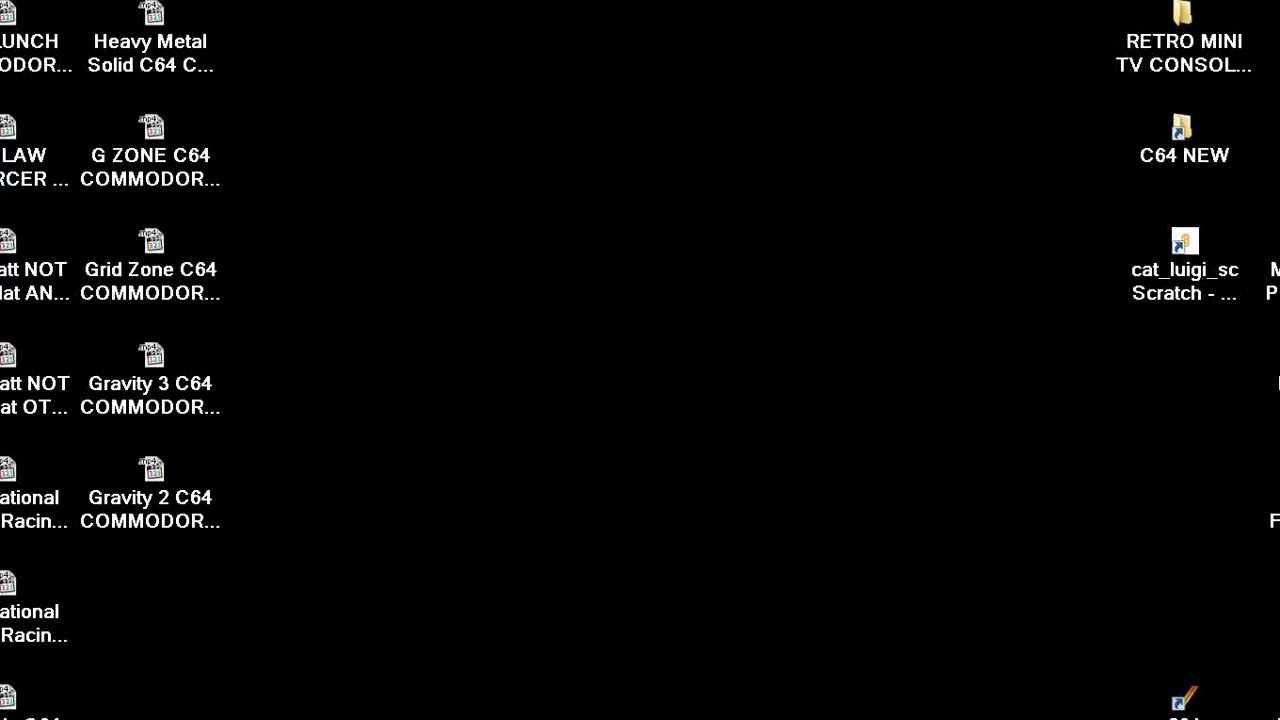 UNCH
ODOR...
Heavy Metal
Solid C64 C...
RETRO MINI
TV CONSOL...
LAW
RCER ...
G ZONE C64
COMMODOR...
C64 NEW
att NOT
lat AN...
Grid Zone C64
COMMODOR...
cat_luigi_sc
Scratch - ...
att NOT
at OT...
Gravity 3 C64
COMMODOR...
ational
Racin...
Gravity 2 C64
COMMODOR...
ational
Racin...